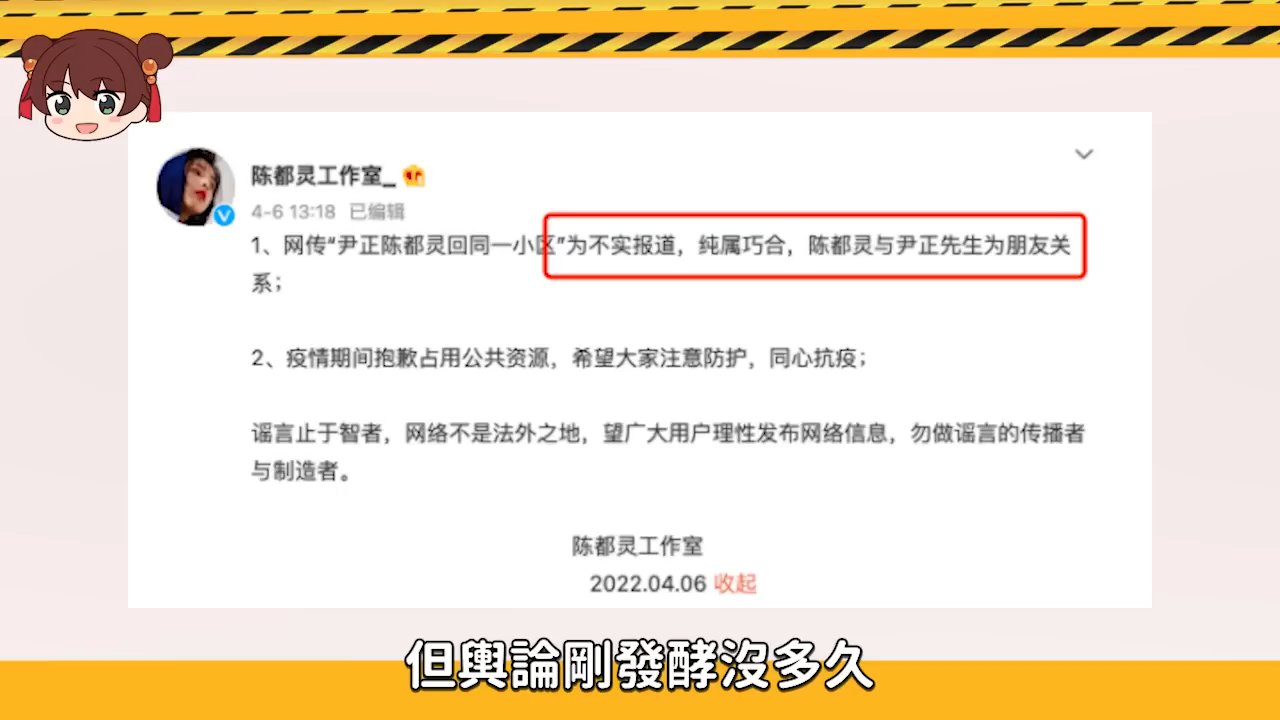 陈都灵工作室_
4-6 13:18 已编辑
1、网传“尹正陈都灵回同一小区”为不实报道，纯属巧合，陈都灵与尹正先生为朋友关
系；
2、疫情期间抱歉占用公共资源，希望大家注意防护，同心抗疫；
谣言止于智者，网络不是法外之地，望广大用户理性发布网络信息，勿做谣言的传播者
与制造者。
陈都灵工作室
2022.04.06 收起
但輿論剛發酵沒多久